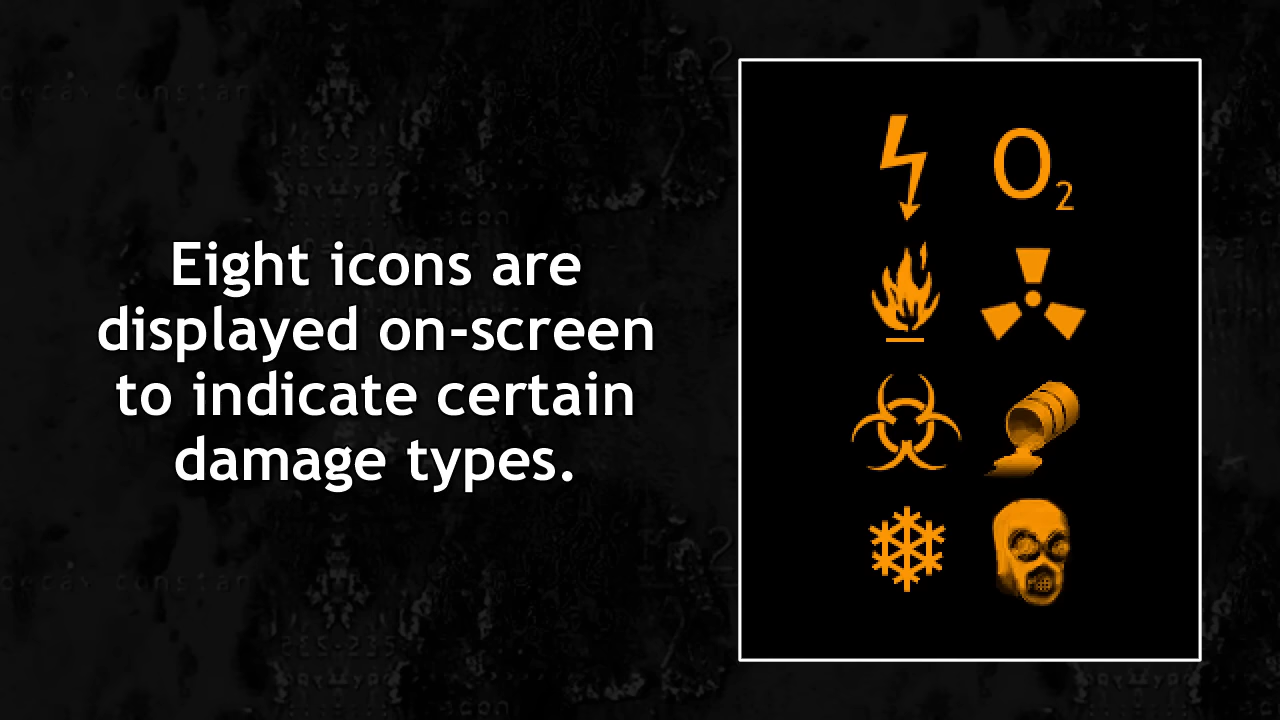 Eight icons are
displayed on-screen
to indicate certain
damage types.
O₂